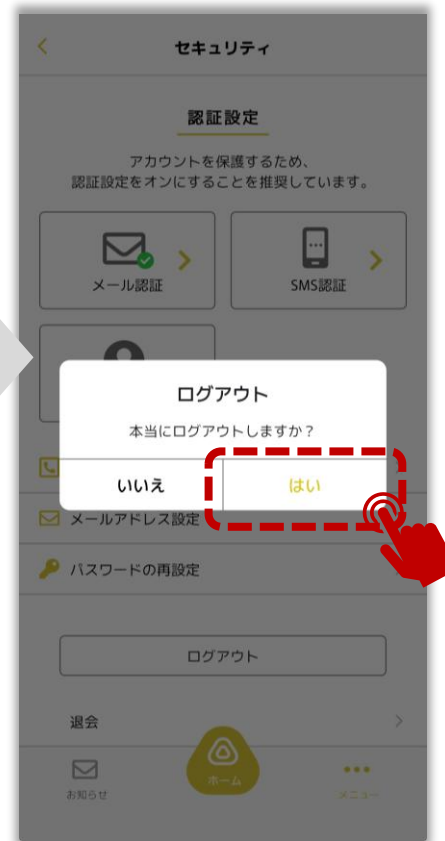 セキュリティ
認証設定
アカウントを保護するため、
認証設定をオンにすることを推奨しています。
メール認証
SMS認証
ログアウト
本当にログアウトしますか？
いいえ
はい
メールアドレス設定
パスワードの再設定
ログアウト
退会
お知らせ
ホーム
メニュー